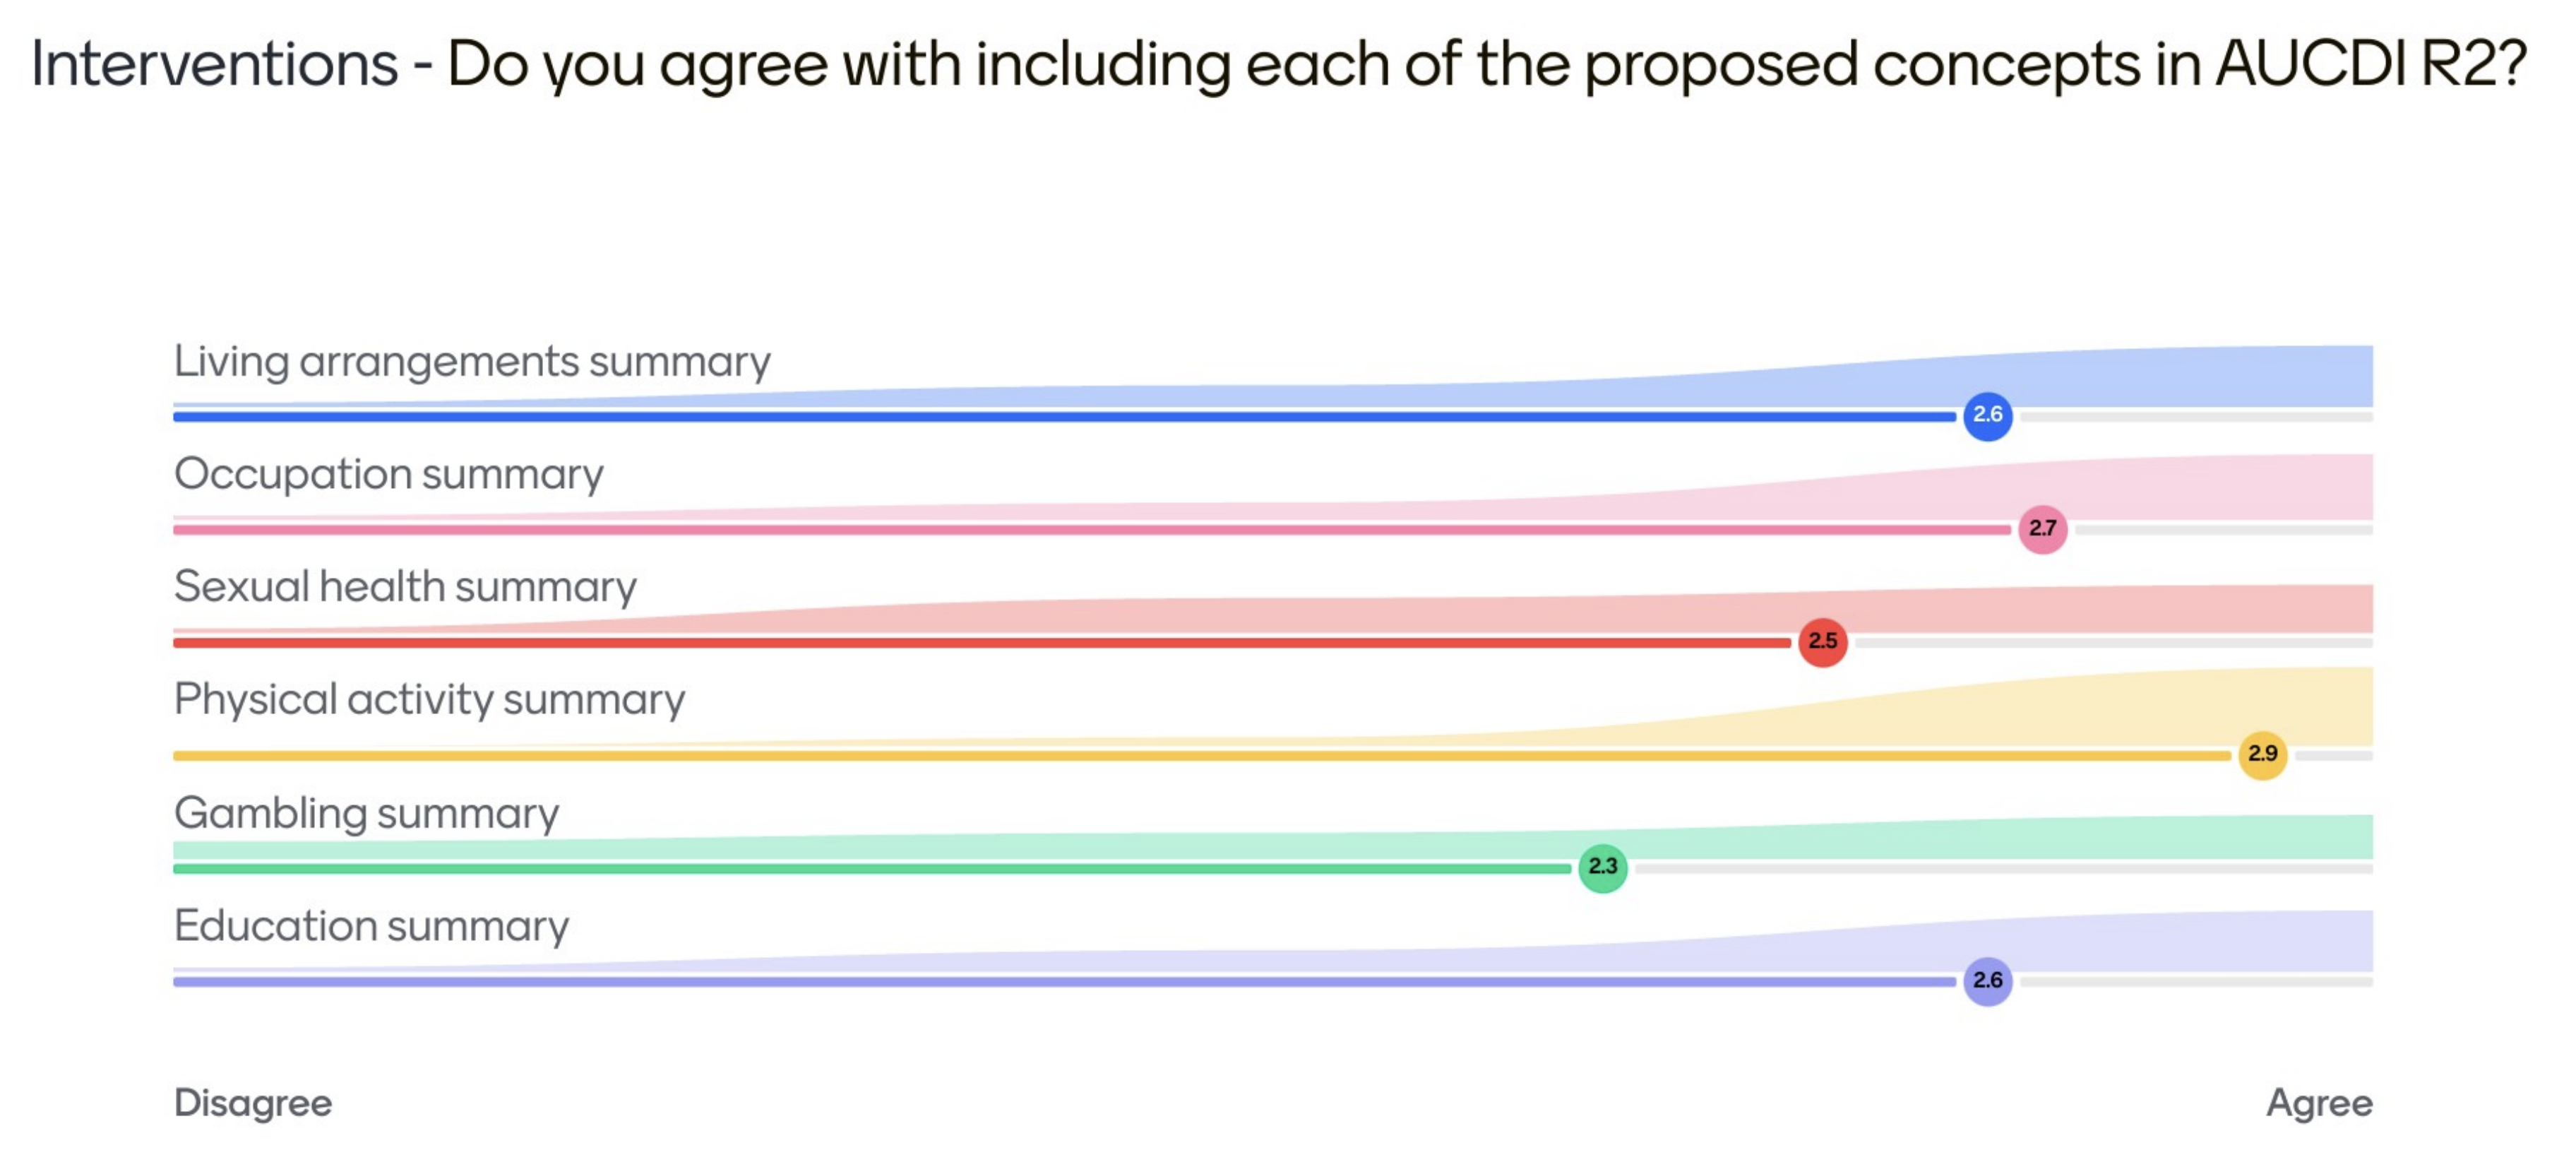 Interventions - Do you agree with including each of the proposed concepts in AUCDI R2?
Living arrangements summary
2.6
Occupation summary
2.7
Sexual health summary
2.5
Physical activity summary
2.9
Gambling summary
2.3
Education summary
2.6
Disagree
Agree